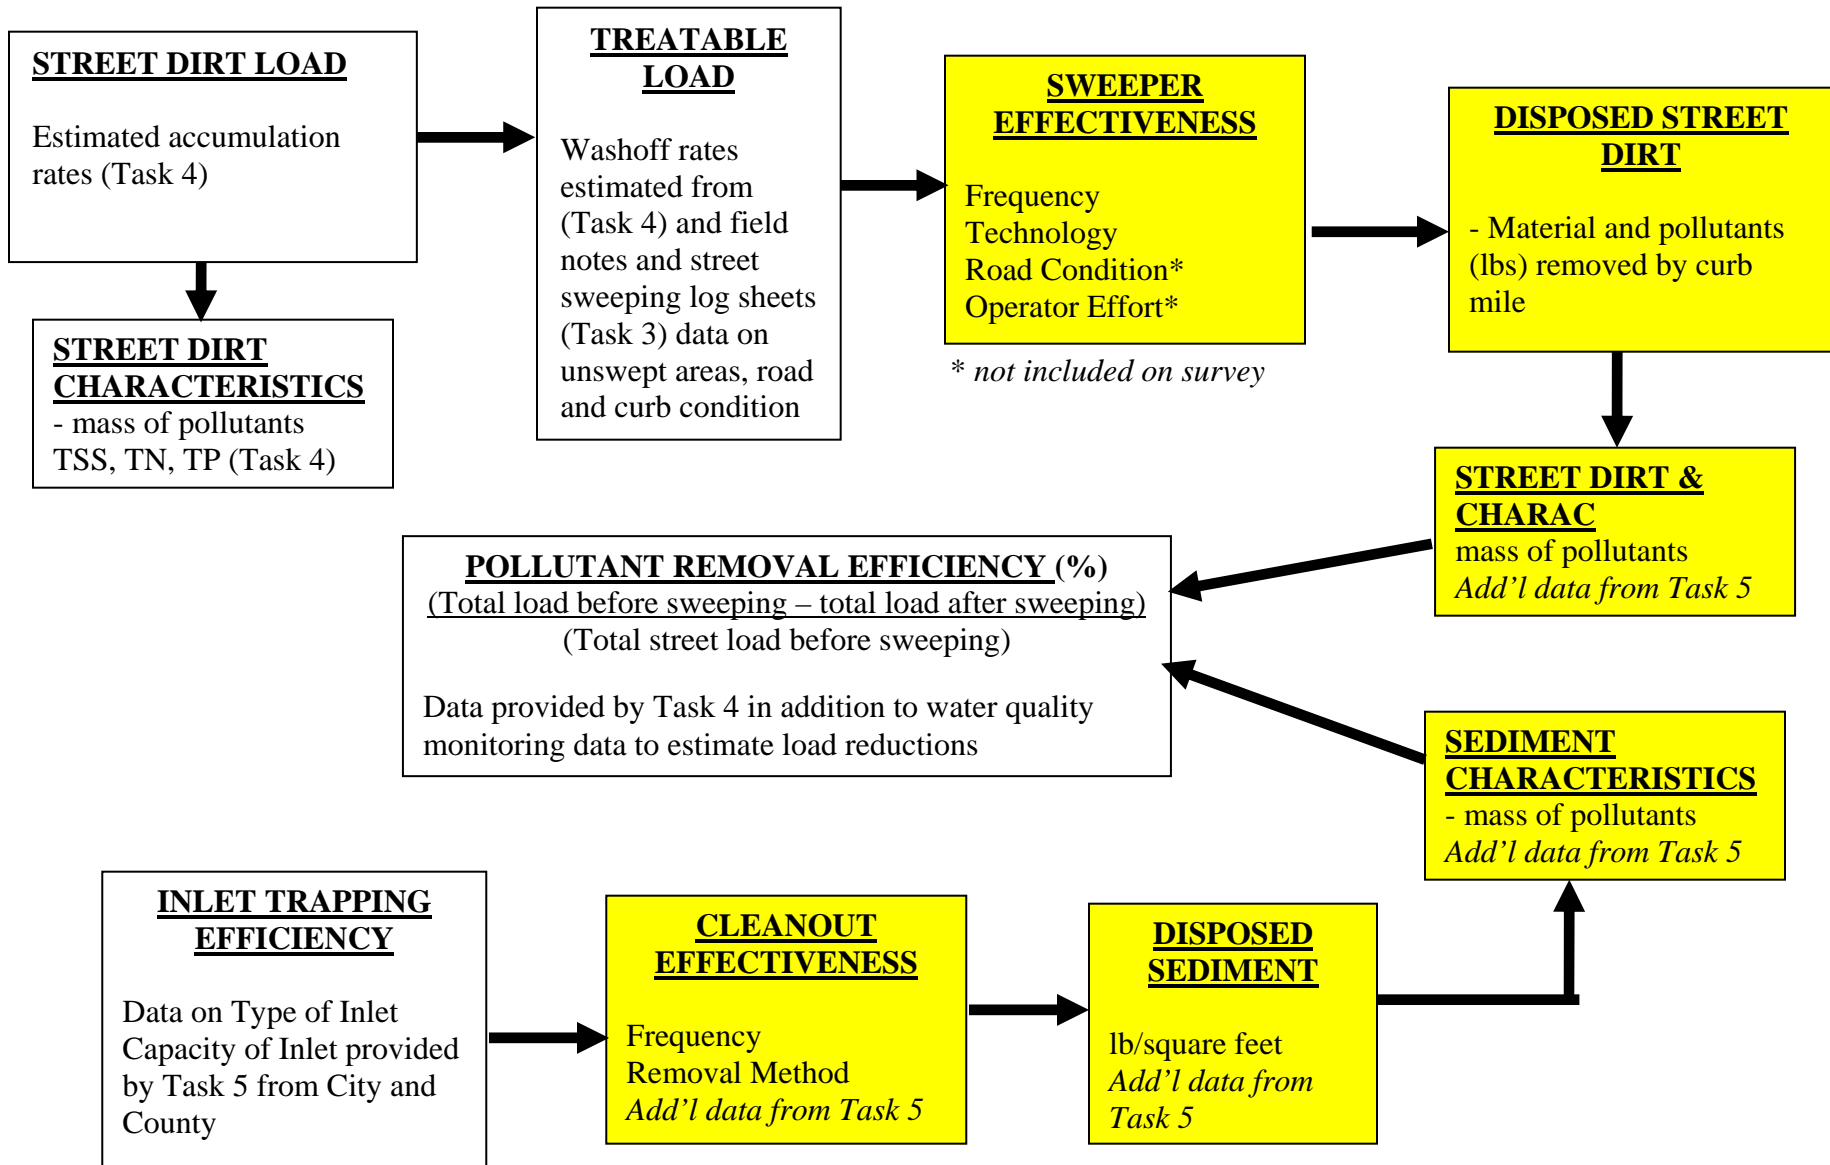 STREET DIRT LOAD
Estimated accumulation
rates (Task 4)
TREATABLE
LOAD
Washoff rates
estimated from
(Task 4) and field
notes and street
sweeping log sheets
(Task 3) data on
unswept areas, road
and curb condition
SWEEPER
EFFECTIVENESS
Frequency
Technology
Road Condition*
Operator Effort*
* not included on survey
DISPOSED STREET
DIRT
- Material and pollutants
(lbs) removed by curb
mile
STREET DIRT
CHARACTERISTICS
- mass of pollutants
TSS, TN, TP (Task 4)
STREET DIRT &
CHARAC
mass of pollutants
Add’l data from Task 5
POLLUTANT REMOVAL EFFICIENCY (%)
(Total load before sweeping – total load after sweeping)
(Total street load before sweeping)
Data provided by Task 4 in addition to water quality
monitoring data to estimate load reductions
SEDIMENT
CHARACTERISTICS
- mass of pollutants
Add’l data from Task 5
INLET TRAPPING
EFFICIENCY
Data on Type of Inlet
Capacity of Inlet provided
by Task 5 from City and
County
CLEANOUT
EFFECTIVENESS
Frequency
Removal Method
Add’l data from Task 5
DISPOSED
SEDIMENT
lb/square feet
Add’l data from
Task 5